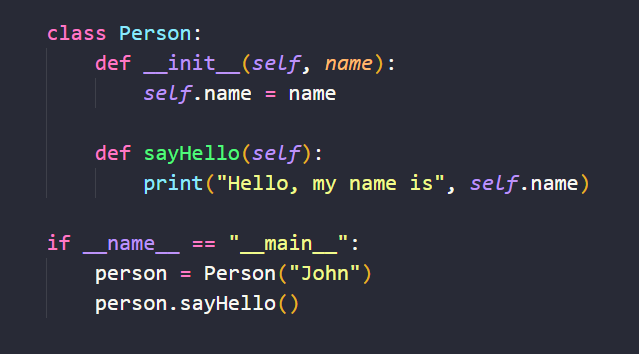 class Person:
    def __init__(self, name):
        self.name = name
    def sayHello(self):
        print("Hello, my name is", self.name)
if __name__ == "__main__":
    person = Person("John")
    person.sayHello()